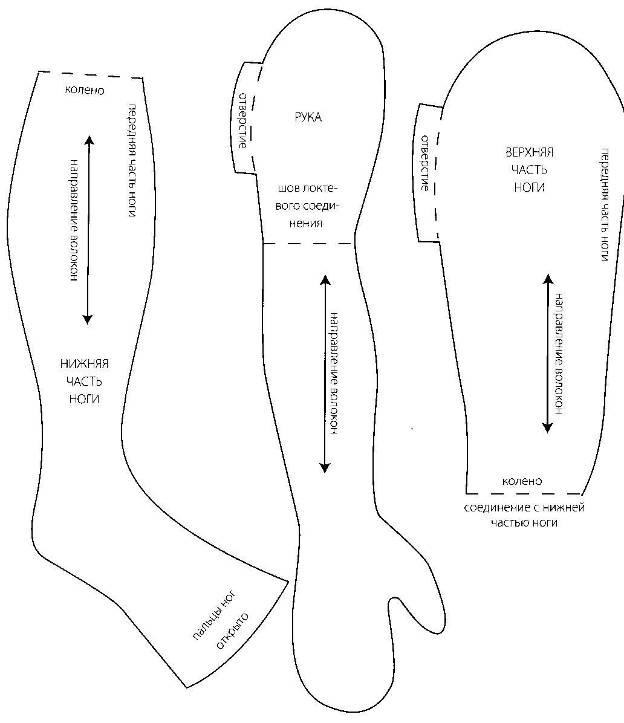 колено
передняя часть ноги
направление волокон
НИЖНЯЯ
ЧАСТЬ
НОГИ
пальцы ног
открыто
отверстие
РУКА
шов локте-
вого соеди-
нения
направление волокон
отверстие
ВЕРХНЯЯ
ЧАСТЬ
НОГИ
передняя часть ноги
направление волокон
колено
соединение с нижней
частью ноги